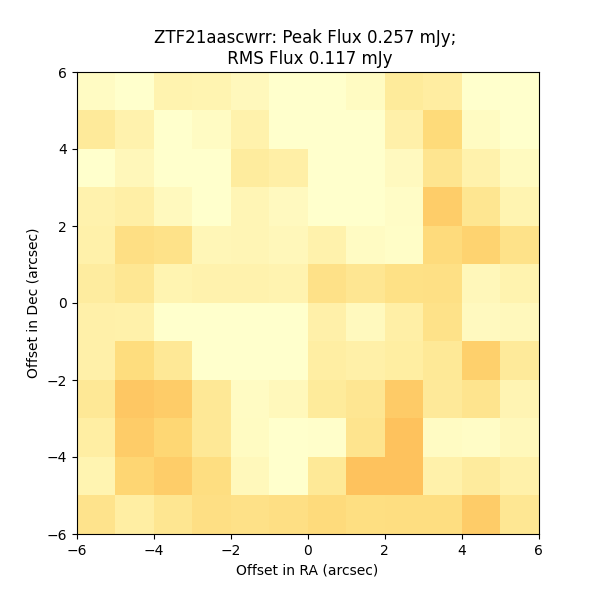 ZTF21aascwrr: Peak Flux 0.257 mJy;
RMS Flux 0.117 mJy
6
4
2
0
−2
−4
−6
Offset in Dec (arcsec)
−6 −4 −2 0 2 4 6
Offset in RA (arcsec)